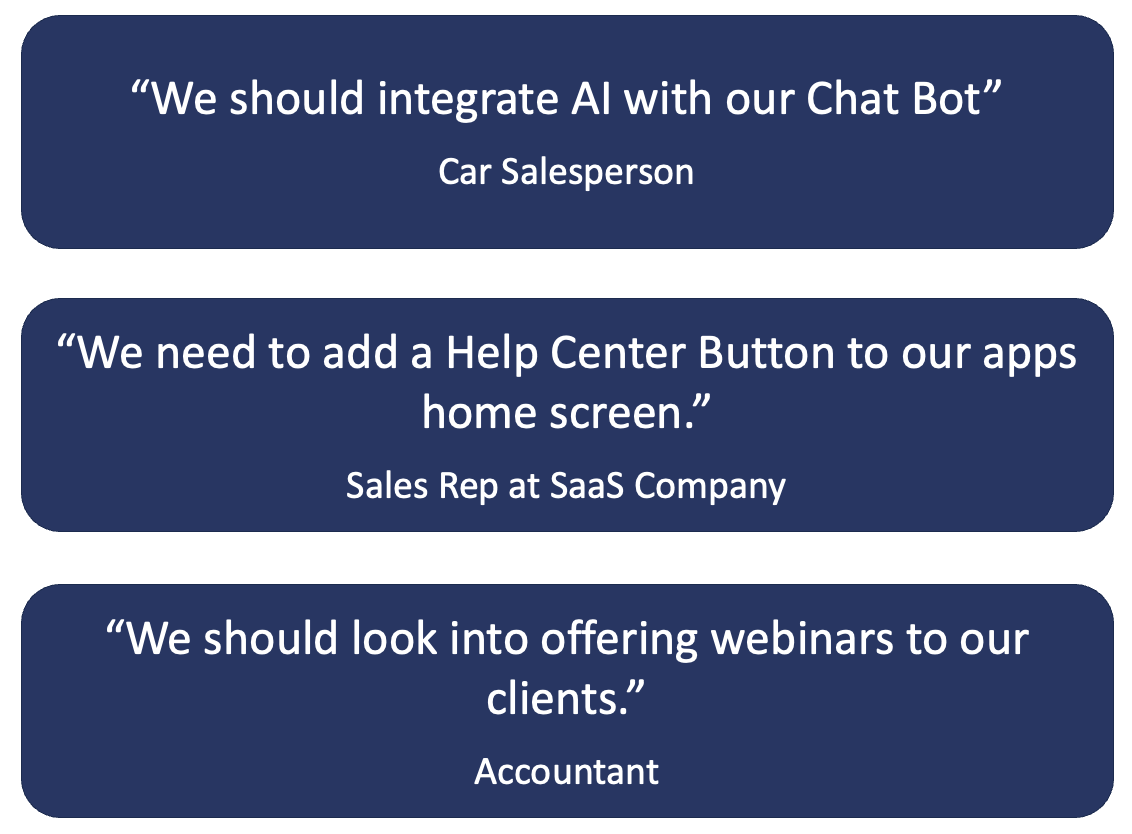 “We should integrate AI with our Chat Bot”
Car Salesperson
“We need to add a Help Center Button to our apps
home screen.”
Sales Rep at SaaS Company
“We should look into offering webinars to our
clients.”
Accountant